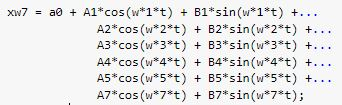 xw7 = a0 + A1*cos(w*1*t) + B1*sin(w*1*t) +...
A2*cos(w*2*t) + B2*sin(w*2*t) +...
A3*cos(w*3*t) + B3*sin(w*3*t) +...
A4*cos(w*4*t) + B4*sin(w*4*t) +...
A5*cos(w*5*t) + B5*sin(w*5*t) +...
A7*cos(w*7*t) + B7*sin(w*7*t);